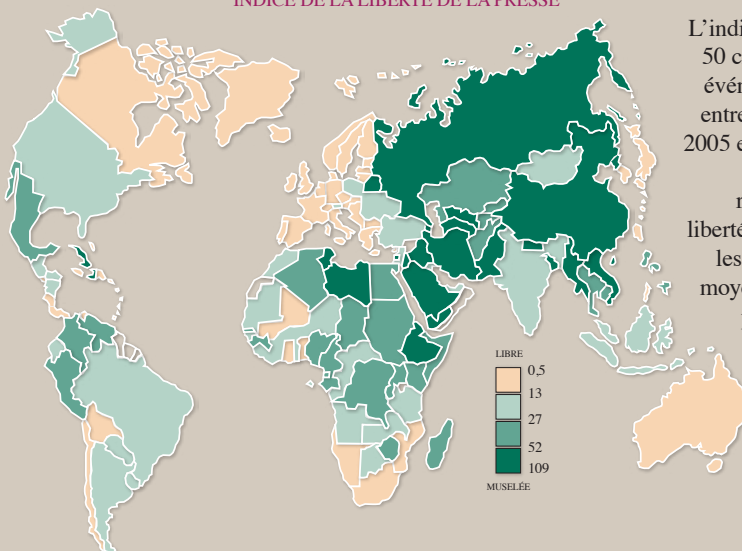 INDICE DE LA LIBERTÉ DE LA PRESSE
L’indi
50 c
évén
entre
2005 e
liberté
les
moye
LIBRE
0,5
13
27
52
109
MUSELÉE